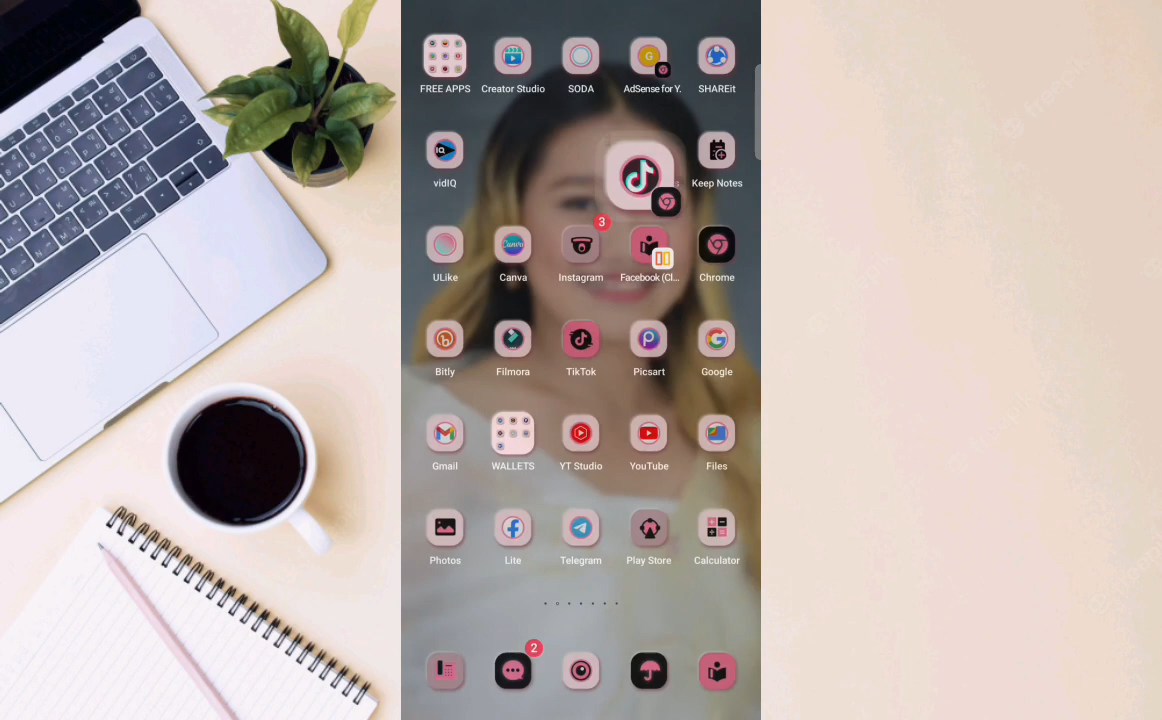 FREE APPS
Creator Studio
SODA
AdSense for Y.
SHAREit
vidIQ
Keep Notes
ULike
Canva
3
Instagram
Facebook (Cl...
Chrome
Bitly
Filmora
TikTok
Picsart
Google
Gmail
WALLETS
YT Studio
YouTube
Files
Photos
Lite
Telegram
Play Store
Calculator
2